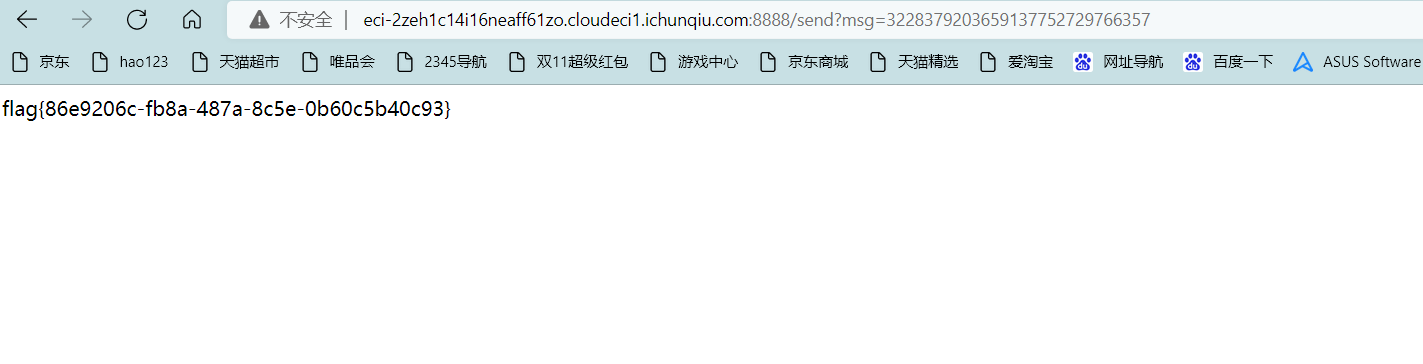 不安全 | eci-2zeh1c14i16neaff61zo.cloudeci1.ichunqiu.com:8888/send?msg=3228379203659137752729766357
京东 hao123 天猫超市 唯品会 2345导航 双11超级红包 游戏中心 京东商城 天猫精选 爱淘宝 网址导航 百度一下 ASUS Software
flag{86e9206c-fb8a-487a-8c5e-0b60c5b40c93}